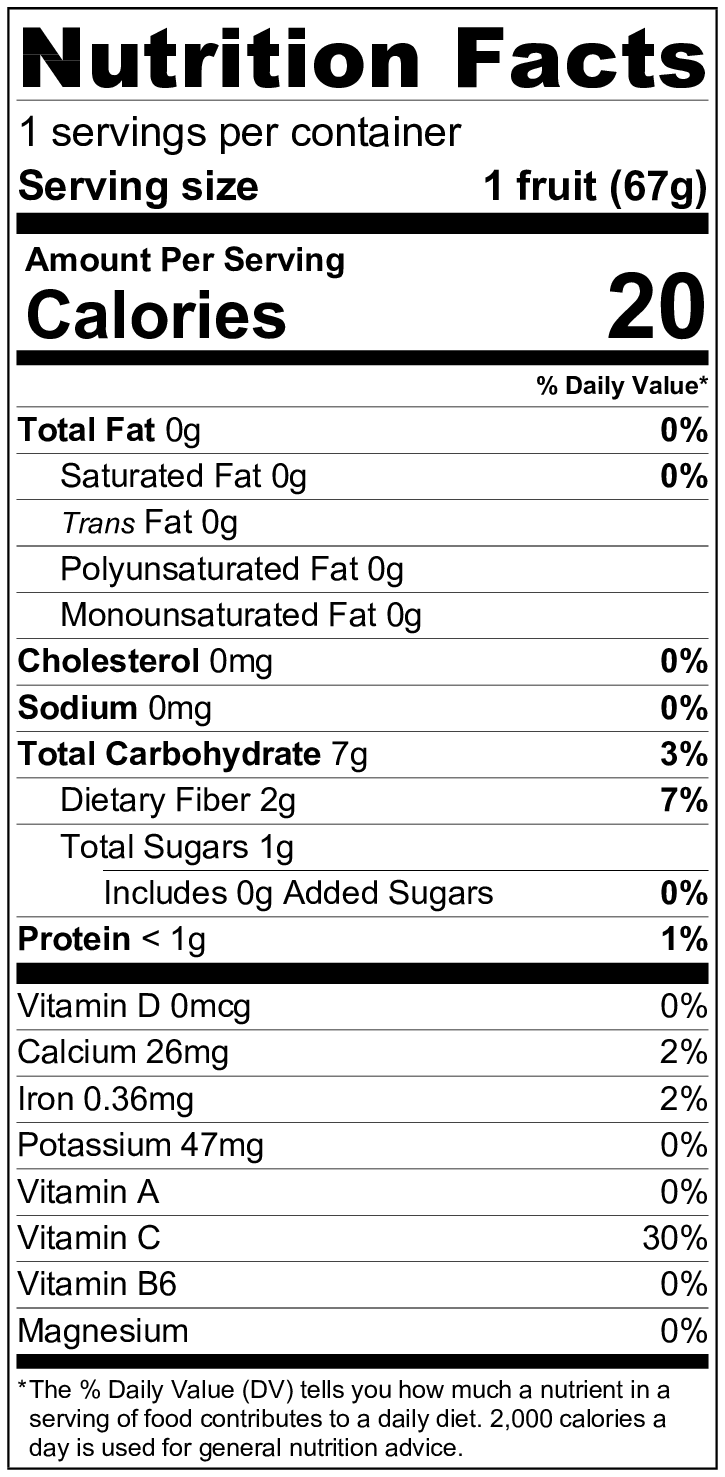 Nutrition Facts
1 servings per container
Serving size 1 fruit (67g)
Amount Per Serving
Calories 20
% Daily Value*
Total Fat 0g 0%
Saturated Fat 0g 0%
Trans Fat 0g
Polyunsaturated Fat 0g
Monounsaturated Fat 0g
Cholesterol 0mg 0%
Sodium 0mg 0%
Total Carbohydrate 7g 3%
Dietary Fiber 2g 7%
Total Sugars 1g
Includes 0g Added Sugars 0%
Protein < 1g 1%
Vitamin D 0mcg 0%
Calcium 26mg 2%
Iron 0.36mg 2%
Potassium 47mg 0%
Vitamin A 0%
Vitamin C 30%
Vitamin B6 0%
Magnesium 0%
*The % Daily Value (DV) tells you how much a nutrient in a
serving of food contributes to a daily diet. 2,000 calories a
day is used for general nutrition advice.